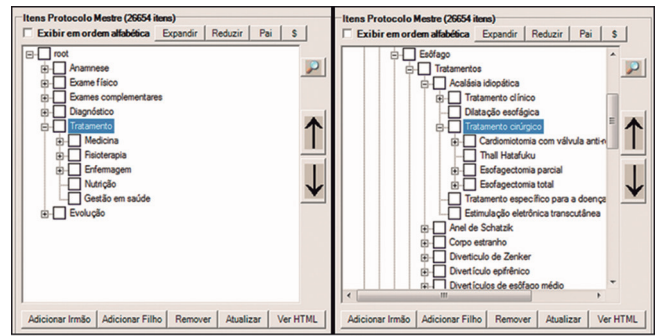 Itens Protocolo Mestre (26654 itens)
Exibir em ordem alfabética Expandir Reduzir Pai $
root
Anamnese
Exame físico
Exames complementares
Diagnóstico
Tratamento
Medicina
Fisioterapia
Enfermagem
Nutrição
Gestão em saúde
Evolução
Adicionar Irmão Adicionar Filho Remover Atualizar Ver HTML
Itens Protocolo Mestre (26654 itens)
Exibir em ordem alfabética Expandir Reduzir Pai $
Esôfago
Tratamentos
Acalásia idiopática
Tratamento clínico
Dilatação esofágica
Tratamento cirúrgico
Cardiomiotomia com válvula anti-r
Thall Hatafuku
Esofagectomia parcial
Esofagectomia total
Tratamento específico para a doença
Estimulação eletrônica transcutânea
Anel de Schatzik
Corpo estranho
Diverticulo de Zenker
Divertículo epifrênico
Divertículos de esôfago médio
Adicionar Irmão Adicionar Filho Remover Atualizar Ver HTML